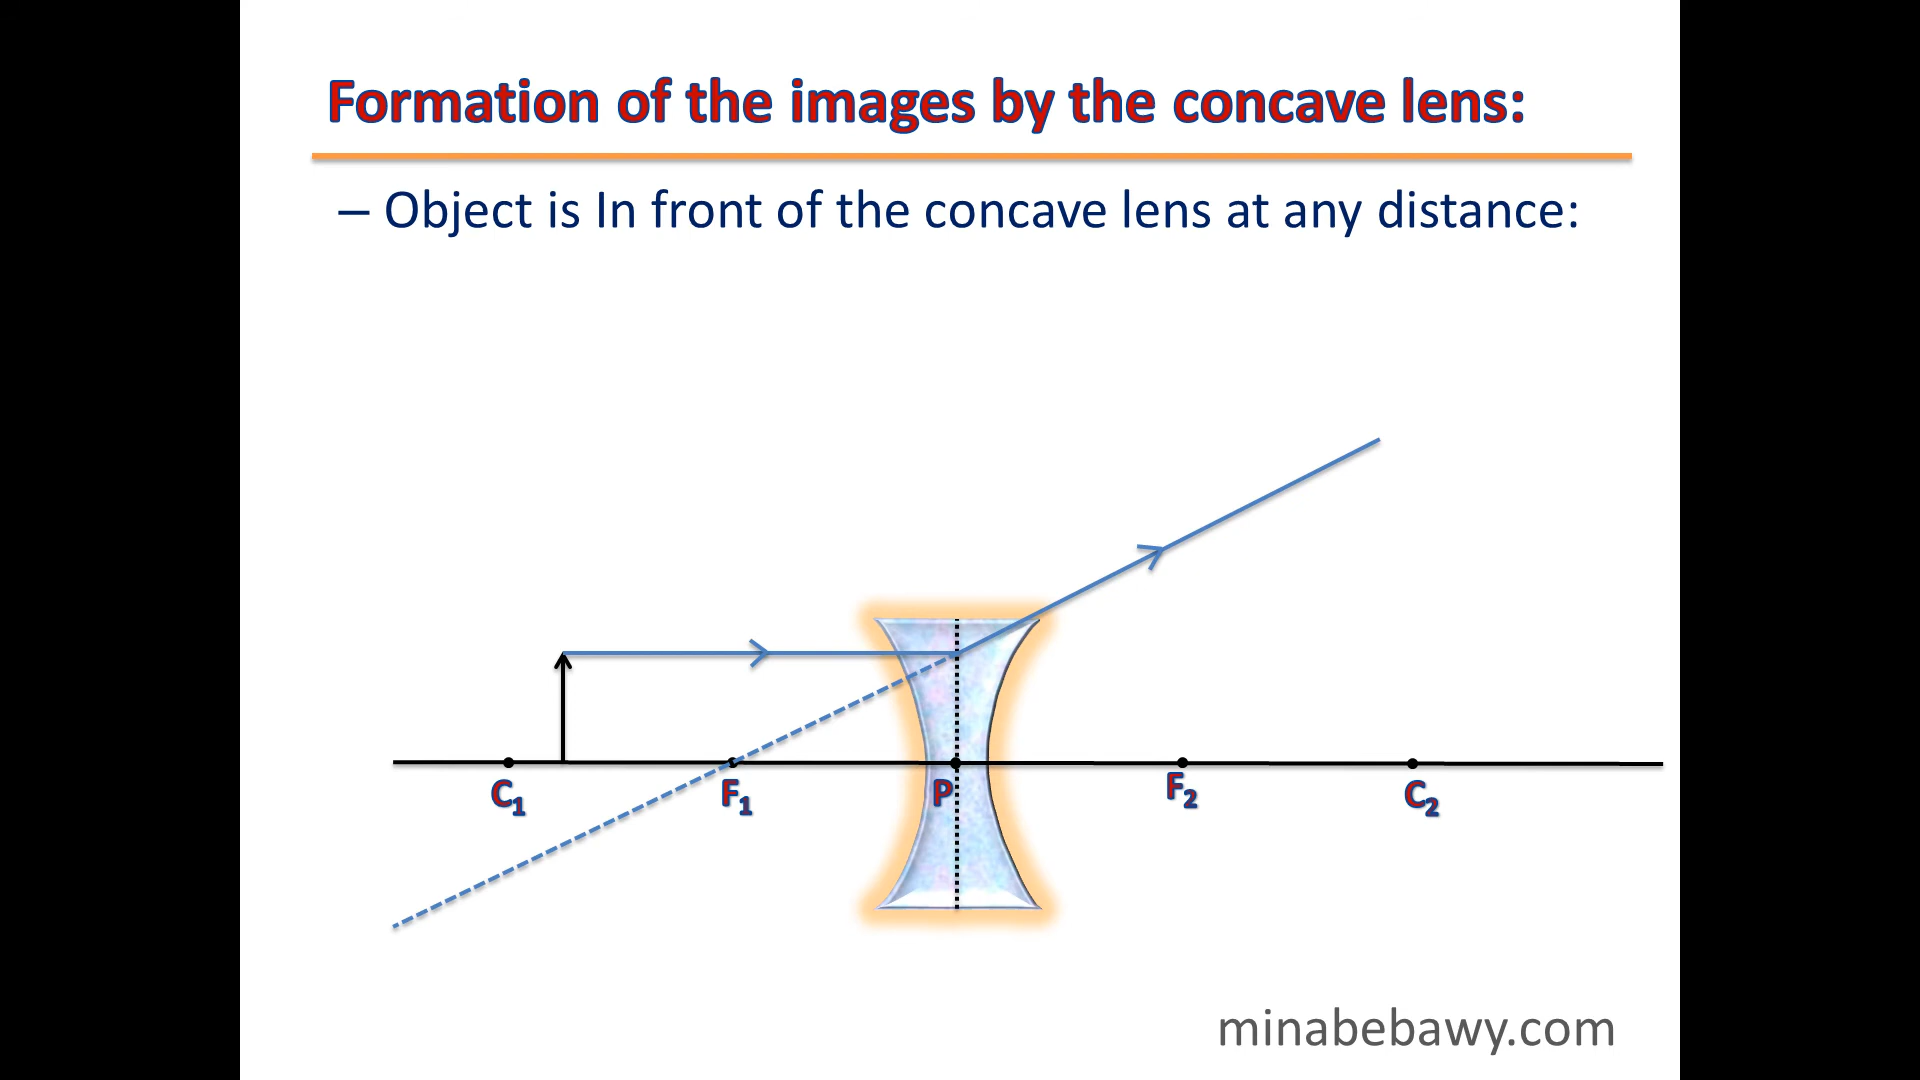 Formation of the images by the concave lens:
– Object is In front of the concave lens at any distance:
C₁ F₁ P F₂ C₂
minabebawy.com